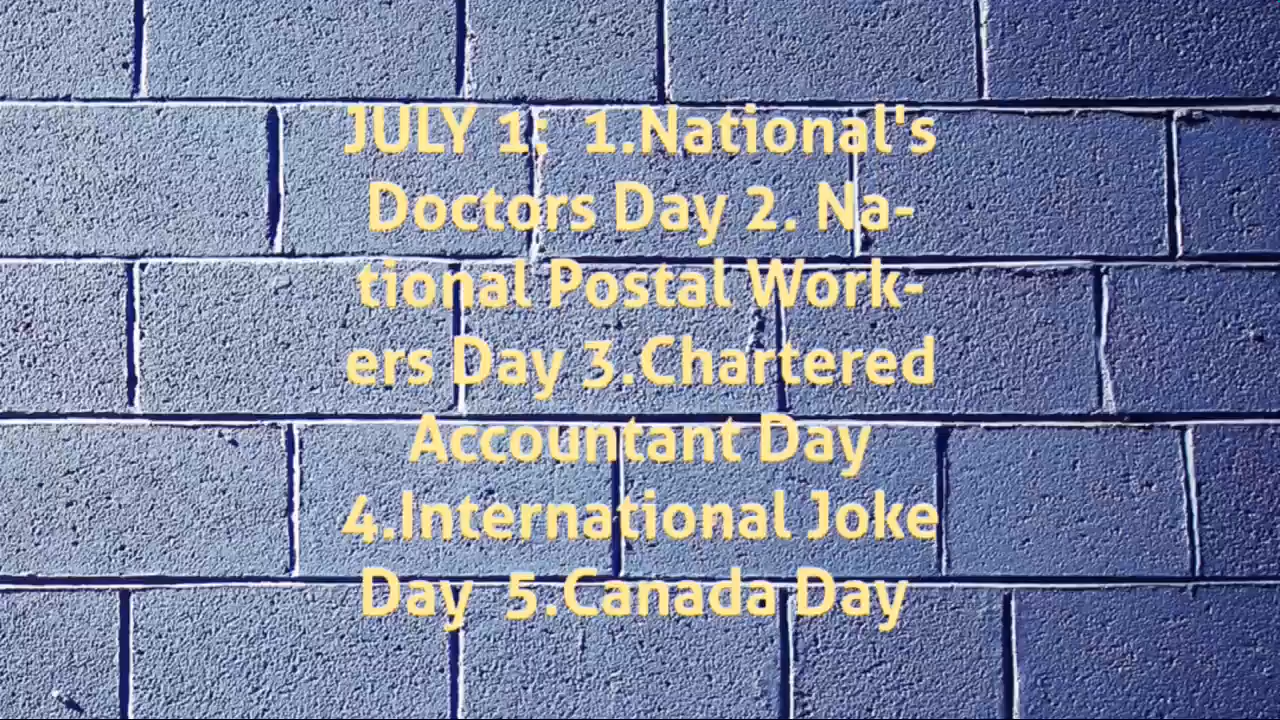 JULY 1:  1.National's
Doctors Day 2. Na-
tional Postal Work-
ers Day 3.Chartered
Accountant Day
4.International Joke
Day  5.Canada Day